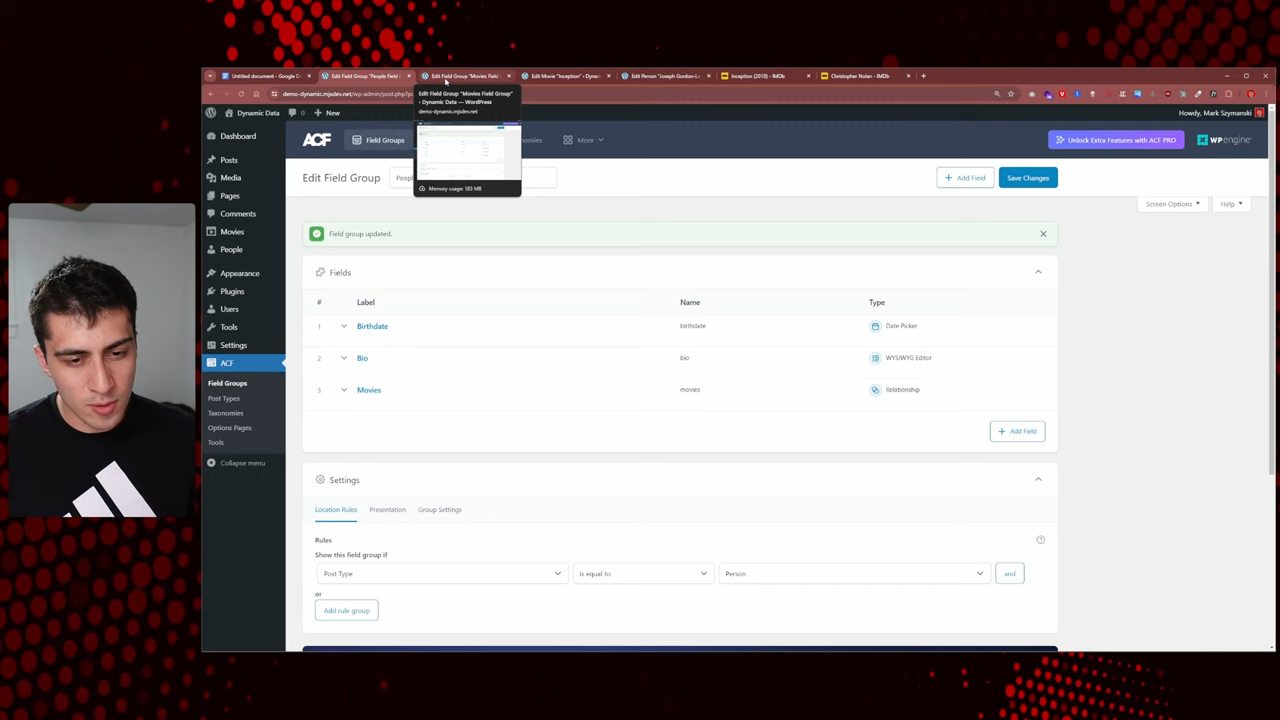 Untitled document - Google D
Edit Field Group "People Field
Edit Field Group "Movies Field
Edit Movie "Inception" ‹ Dynam
Edit Person "Joseph Gordon-Le
Inception (2010) - IMDb
Christopher Nolan - IMDb
demo-dynamic.mjsdev.net/wp-admin/post.php?po
Edit Field Group "Movies Field Group"
‹ Dynamic Data — WordPress
demo-dynamic.mjsdev.net
Memory usage: 183 MB
Dynamic Data
0
New
Howdy, Mark Szymanski
Dashboard
Posts
Media
Pages
Comments
Movies
People
Appearance
Plugins
Users
Tools
Settings
ACF
Field Groups
Post Types
Taxonomies
Options Pages
Tools
Collapse menu
ACF
Field Groups
More
Unlock Extra Features with ACF PRO
WPengine
Edit Field Group
Add Field
Save Changes
Screen Options
Help
Field group updated.
Fields
# Label Name Type
1 Birthdate birthdate Date Picker
2 Bio bio WYSIWYG Editor
3 Movies movies Relationship
Add Field
Settings
Location Rules Presentation Group Settings
Rules
Show this field group if
Post Type is equal to Person and
or
Add rule group